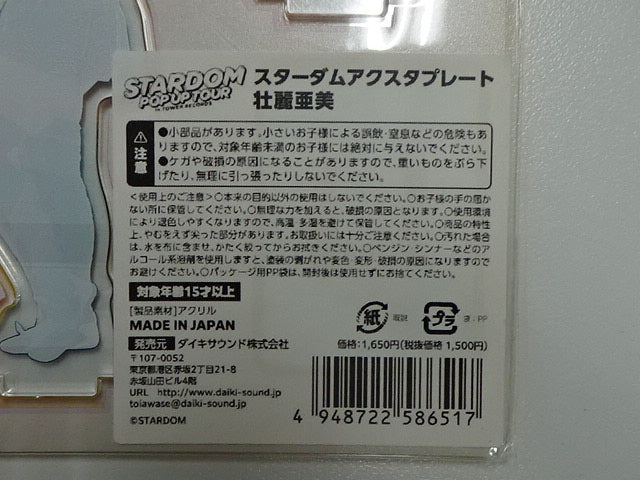 STARDOM
POP UP TOUR
in TOWER RECORDS
スターダムアクスタプレート
壮麗亜美
注意
●小部品があります。小さいお子様による誤飲・窒息などの危険もあ
りますので、対象年齢未満のお子様には絶対に与えないでください。
●ケガや破損の原因になることがありますので、重いものをぶら下
げたり、無理に引っ張ったりしないでください。
＜使用上のご注意＞○本来の目的以外の使用はしないでください。○お子様の手の届か
ない所に保管してください。○無理な力を加えると、破損の原因となります。○使用環境
により退色しやすくなりますので、高温・多湿を避けて保管してください。○商品の特性
上、やむをえず尖った部分があります。お取扱いには十分ご注意ください。○汚れた場合
は、水を布に含ませ、かたく絞ってからお拭きください。○ベンジン・シンナーなどのア
ルコール系溶剤を使用しますと、塗装の剥がれや変色・変形・破損の原因になりますので
お避けください。○パッケージ用PP袋は、開封後は使用せずにお捨てください。
対象年齢15才以上
[製品素材]アクリル
MADE IN JAPAN
紙
プラ
袋：PP
発売元 ダイキサウンド株式会社
価格：1,650円(税抜価格 1,500円)
〒107-0052
東京都港区赤坂2丁目21-8
赤坂山田ビル4階
URL http://www.daiki-sound.jp
toiawase@daiki-sound.jp
©STARDOM
4 948722 586517